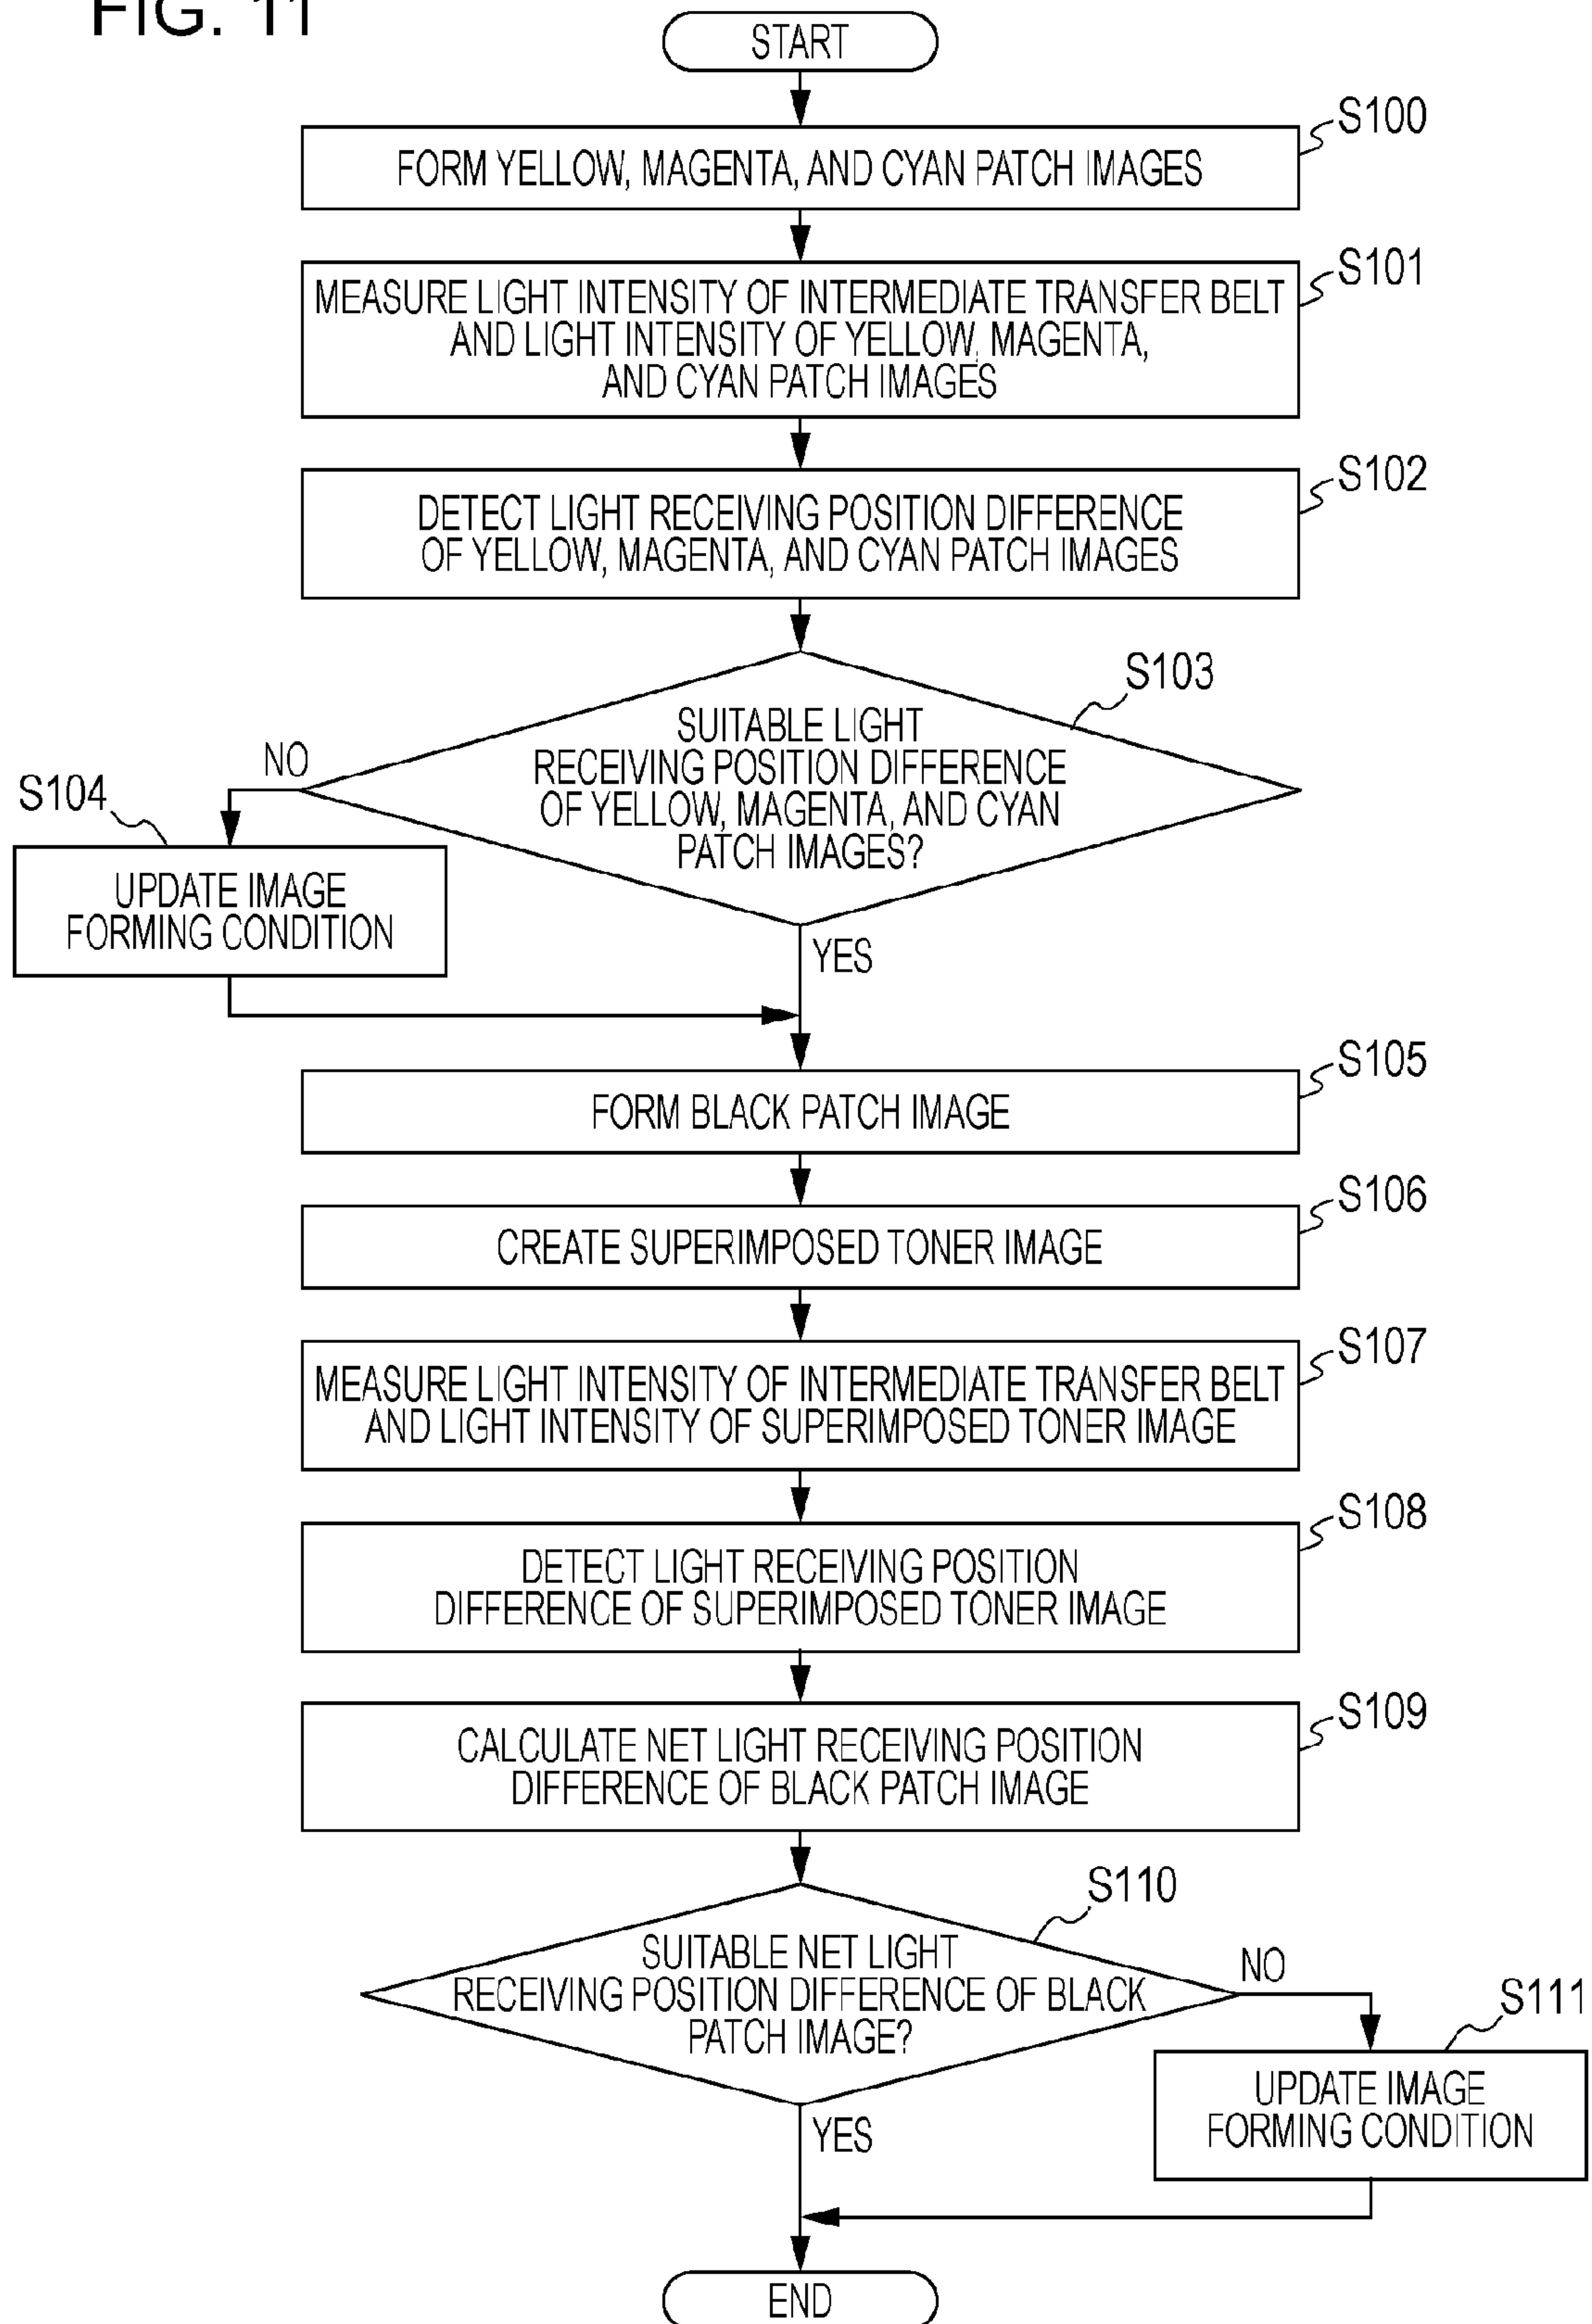 FIG. 11
START
S100
FORM YELLOW, MAGENTA, AND CYAN PATCH IMAGES
S101
MEASURE LIGHT INTENSITY OF INTERMEDIATE TRANSFER BELT
AND LIGHT INTENSITY OF YELLOW, MAGENTA,
AND CYAN PATCH IMAGES
S102
DETECT LIGHT RECEIVING POSITION DIFFERENCE
OF YELLOW, MAGENTA, AND CYAN PATCH IMAGES
S103
SUITABLE LIGHT
RECEIVING POSITION DIFFERENCE
OF YELLOW, MAGENTA, AND CYAN
PATCH IMAGES?
NO
S104
UPDATE IMAGE
FORMING CONDITION
YES
S105
FORM BLACK PATCH IMAGE
S106
CREATE SUPERIMPOSED TONER IMAGE
S107
MEASURE LIGHT INTENSITY OF INTERMEDIATE TRANSFER BELT
AND LIGHT INTENSITY OF SUPERIMPOSED TONER IMAGE
S108
DETECT LIGHT RECEIVING POSITION
DIFFERENCE OF SUPERIMPOSED TONER IMAGE
S109
CALCULATE NET LIGHT RECEIVING POSITION
DIFFERENCE OF BLACK PATCH IMAGE
S110
SUITABLE NET LIGHT
RECEIVING POSITION DIFFERENCE OF BLACK
PATCH IMAGE?
NO
S111
UPDATE IMAGE
FORMING CONDITION
YES
END